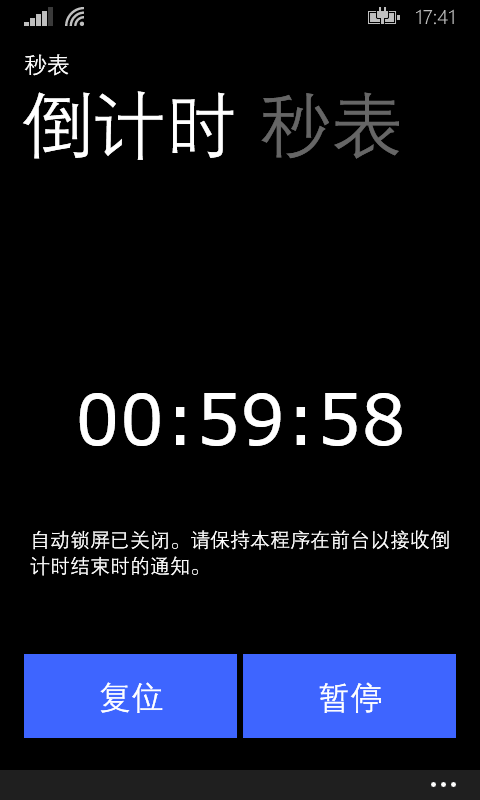 17:41
秒表
倒计时 秒表
00:59:58
自动锁屏已关闭。请保持本程序在前台以接收倒
计时结束时的通知。
复位 暂停